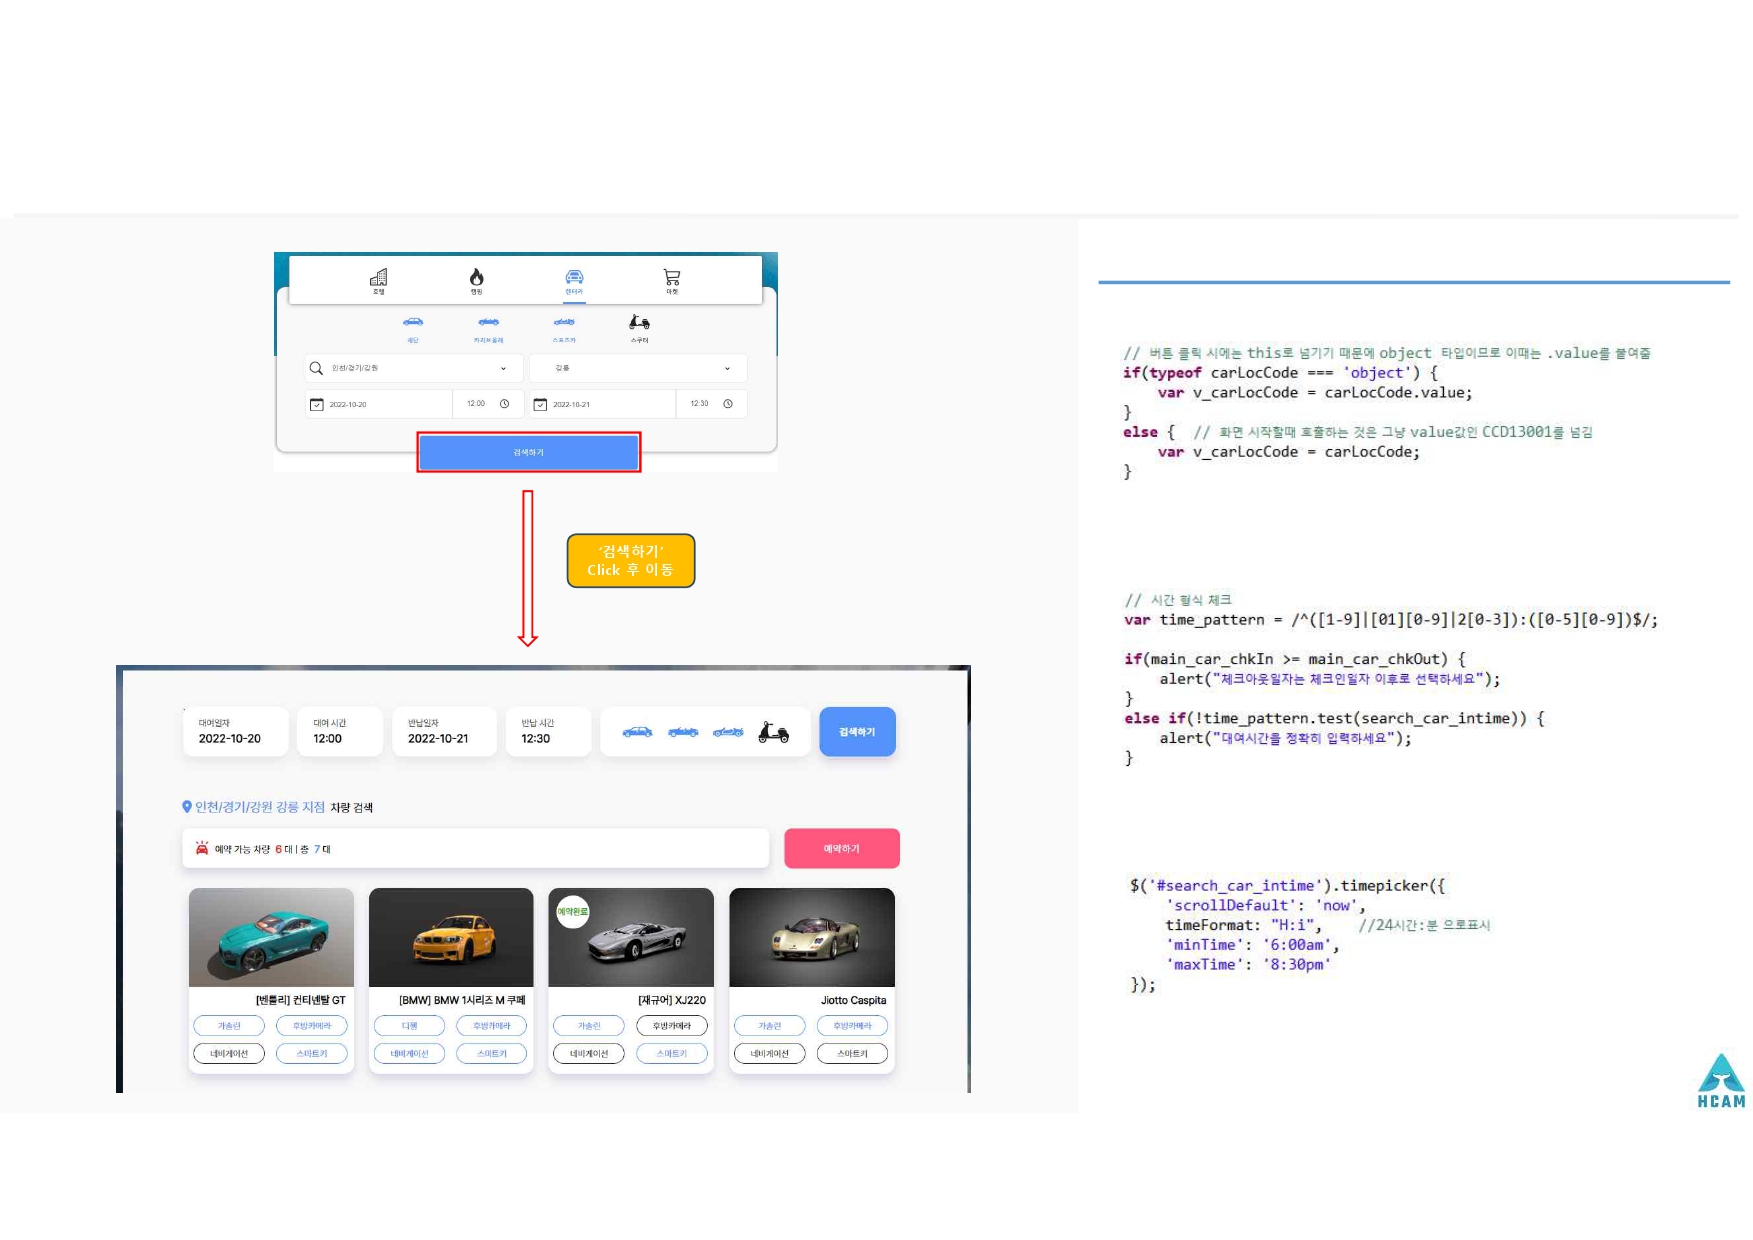 호텔
캠핑
렌터카
마켓
세단
카리브올레
스포츠카
스쿠터
인천/경기/강원
강릉
2022-10-20
12:00
2022-10-21
12:30
검색하기
'검색하기'
Click 후 이동
대여일자
2022-10-20
대여 시간
12:00
반납일자
2022-10-21
반납 시간
12:30
검색하기
인천/경기/강원 강릉 지점 차량 검색
예약 가능 차량 6 대 | 총 7 대
예약하기
예약완료
[벤틀리] 컨티넨탈 GT
가솔린
후방카메라
네비게이션
스마트키
[BMW] BMW 1시리즈 M 쿠페
디젤
후방카메라
네비게이션
스마트키
[재규어] XJ220
가솔린
후방카메라
네비게이션
스마트키
Jiotto Caspita
가솔린
후방카메라
네비게이션
스마트키
// 버튼 클릭 시에는 this로 넘기기 때문에 object 타입이므로 이때는 .value를 붙여줌
if(typeof carLocCode === 'object') {
var v_carLocCode = carLocCode.value;
}
else { // 화면 시작할때 호출하는 것은 그냥 value값인 CCD13001를 넘김
var v_carLocCode = carLocCode;
}
// 시간 형식 체크
var time_pattern = /^([1-9]|[01][0-9]|2[0-3]):([0-5][0-9])$/;
if(main_car_chkIn >= main_car_chkOut) {
alert("체크아웃일자는 체크인일자 이후로 선택하세요");
}
else if(!time_pattern.test(search_car_intime)) {
alert("대여시간을 정확히 입력하세요");
}
$('#search_car_intime').timepicker({
'scrollDefault': 'now',
timeFormat: "H:i", //24시간:분 으로표시
'minTime': '6:00am',
'maxTime': '8:30pm'
});
HCAM